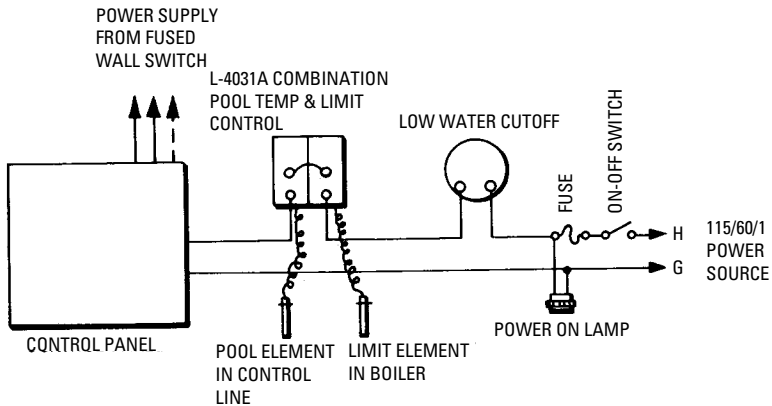 POWER SUPPLY
FROM FUSED
WALL SWITCH
L-4031A COMBINATION
POOL TEMP & LIMIT
CONTROL
LOW WATER CUTOFF
FUSE
ON-OFF SWITCH
H
G
115/60/1
POWER
SOURCE
POWER ON LAMP
CONTROL PANEL
POOL ELEMENT
IN CONTROL
LINE
LIMIT ELEMENT
IN BOILER